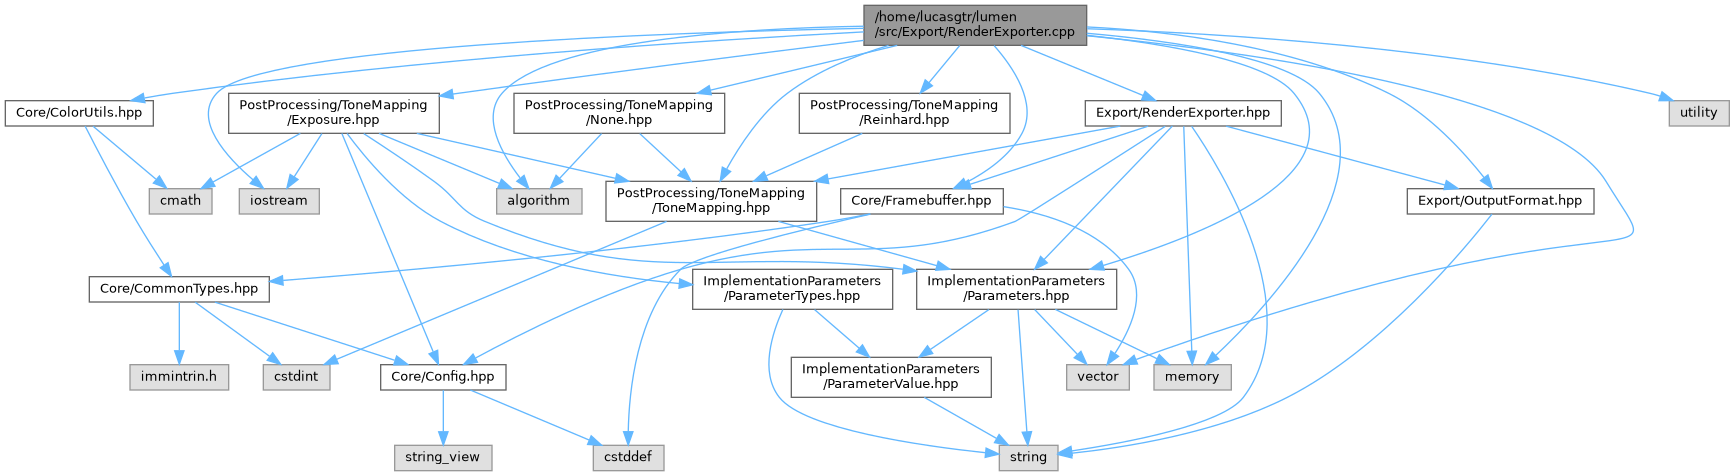 /home/lucasgtr/lumen
/src/Export/RenderExporter.cpp
Core/ColorUtils.hpp
PostProcessing/ToneMapping
/Exposure.hpp
PostProcessing/ToneMapping
/None.hpp
PostProcessing/ToneMapping
/Reinhard.hpp
Export/RenderExporter.hpp
utility
cmath
iostream
algorithm
PostProcessing/ToneMapping
/ToneMapping.hpp
Core/Framebuffer.hpp
Export/OutputFormat.hpp
Core/CommonTypes.hpp
ImplementationParameters
/ParameterTypes.hpp
ImplementationParameters
/Parameters.hpp
immintrin.h
cstdint
Core/Config.hpp
ImplementationParameters
/ParameterValue.hpp
vector
memory
string_view
cstddef
string